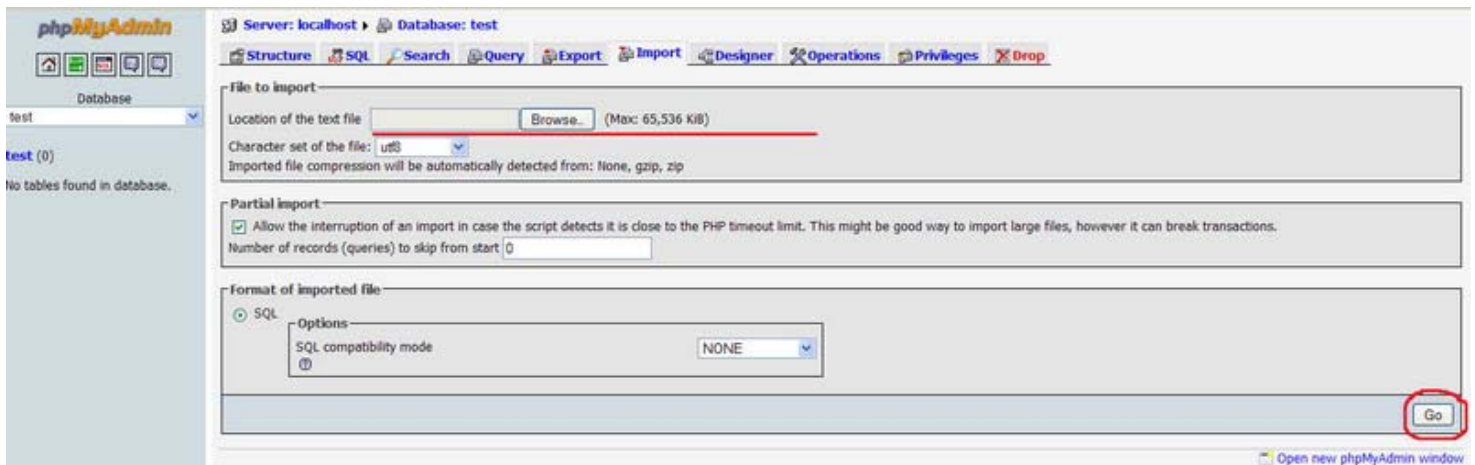 phpMyAdmin
Database
test
test (0)
No tables found in database.
Server: localhost Database: test
Structure SQL Search Query Export Import Designer Operations Privileges Drop
File to import
Location of the text file Browse... (Max: 65,536 KiB)
Character set of the file: utf8
Imported file compression will be automatically detected from: None, gzip, zip
Partial import
Allow the interruption of an import in case the script detects it is close to the PHP timeout limit. This might be good way to import large files, however it can break transactions.
Number of records (queries) to skip from start 0
Format of imported file
SQL
Options
SQL compatibility mode NONE
Go
Open new phpMyAdmin window